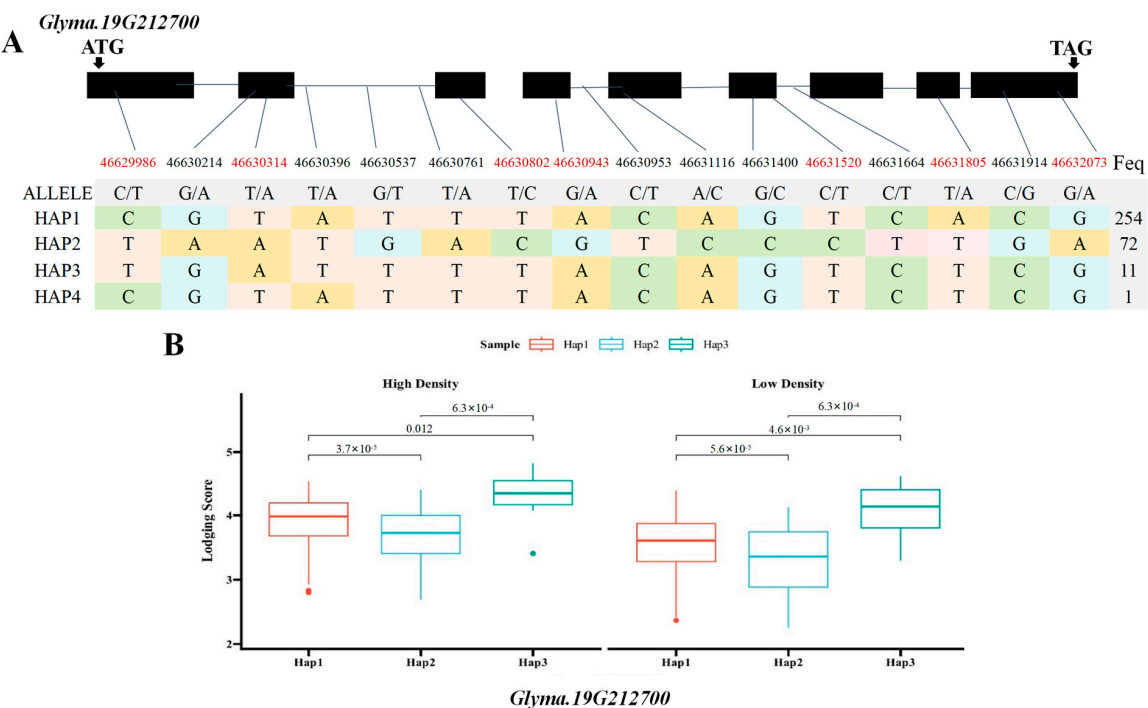 Glyma.19G212700
A
ATG TAG
46629986 46630214 46630314 46630396 46630537 46630761 46630802 46630943 46630953 46631116 46631400 46631520 46631664 46631805 46631914 46632073 Feq
ALLELE C/T G/A T/A T/A G/T T/A T/C G/A C/T A/C G/C C/T C/T T/A C/G G/A
HAP1 C G T A T T T A C A G T C A C G 254
HAP2 T A A T G A C G T C C C T T G A 72
HAP3 T G A T T T T A C A G T C T C G 11
HAP4 C G T A T T T A C A G T C T C G 1
B
Sample Hap1 Hap2 Hap3
High Density Low Density
6.3×10-4 6.3×10-4
0.012 4.6×10-3
3.7×10-5 5.6×10-5
Lodging Score
5
4
3
2
Hap1 Hap2 Hap3 Hap1 Hap2 Hap3
Glyma.19G212700